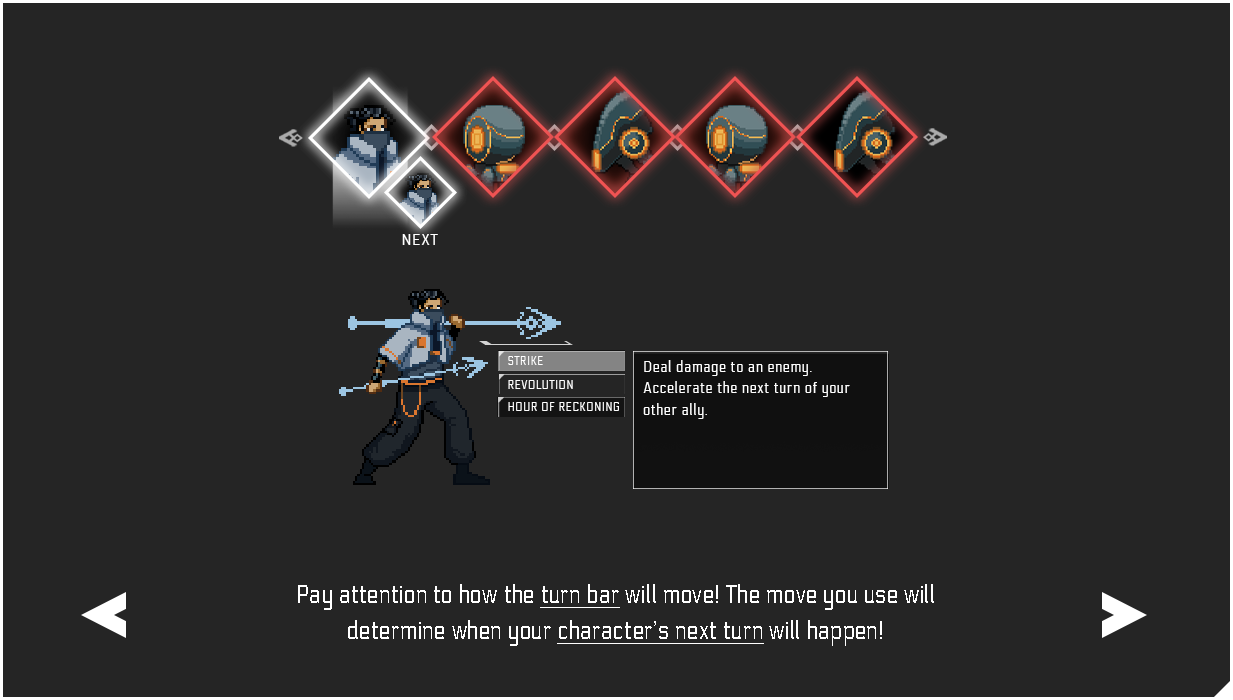 NEXT
STRIKE
REVOLUTION
HOUR OF RECKONING
Deal damage to an enemy.
Accelerate the next turn of your
other ally.
Pay attention to how the turn bar will move! The move you use will
determine when your character's next turn will happen!